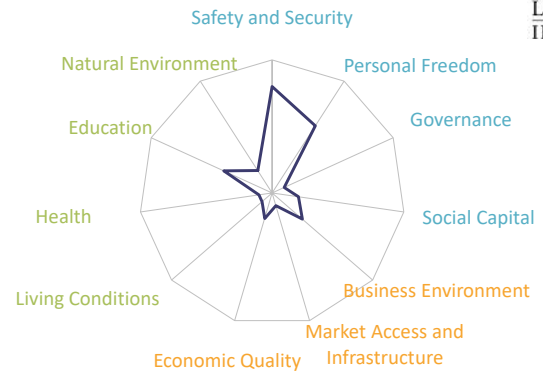 Safety and Security
Natural Environment
Personal Freedom
Education
Governance
Health
Social Capital
Living Conditions
Business Environment
Market Access and
Infrastructure
Economic Quality